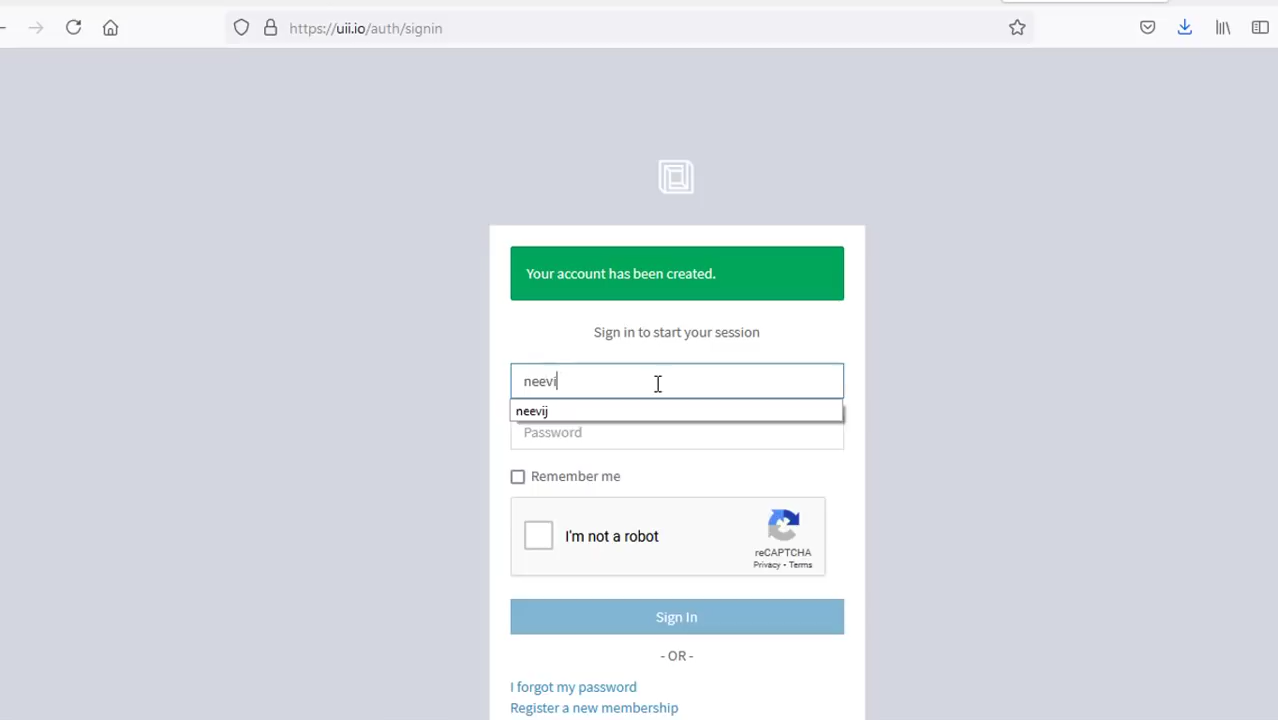 https://uii.io/auth/signin
Your account has been created.
Sign in to start your session
neevi
neevij
Password
Remember me
I'm not a robot
reCAPTCHA
Privacy - Terms
Sign In
- OR -
I forgot my password
Register a new membership